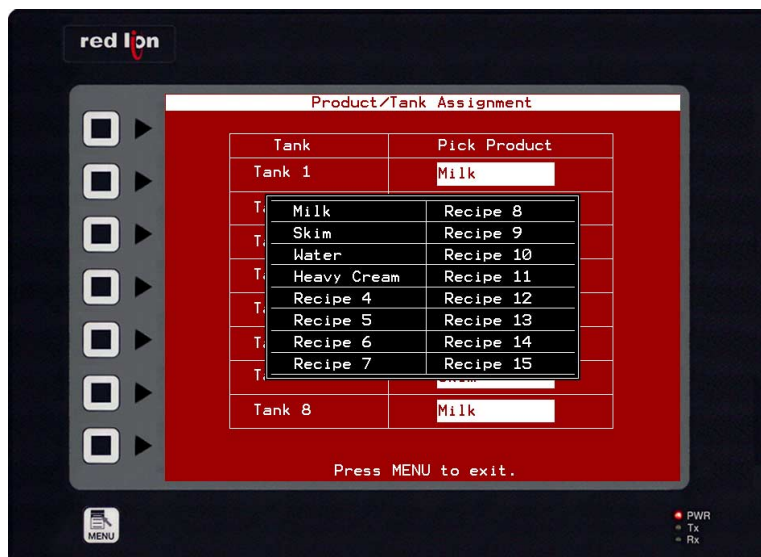 red lion
Product/Tank Assignment
Tank Pick Product
Tank 1 Milk
Milk Recipe 8
Skim Recipe 9
Water Recipe 10
Heavy Cream Recipe 11
Recipe 4 Recipe 12
Recipe 5 Recipe 13
Recipe 6 Recipe 14
Recipe 7 Recipe 15
Tank 8 Milk
Press MENU to exit.
MENU
PWR
Tx
Rx